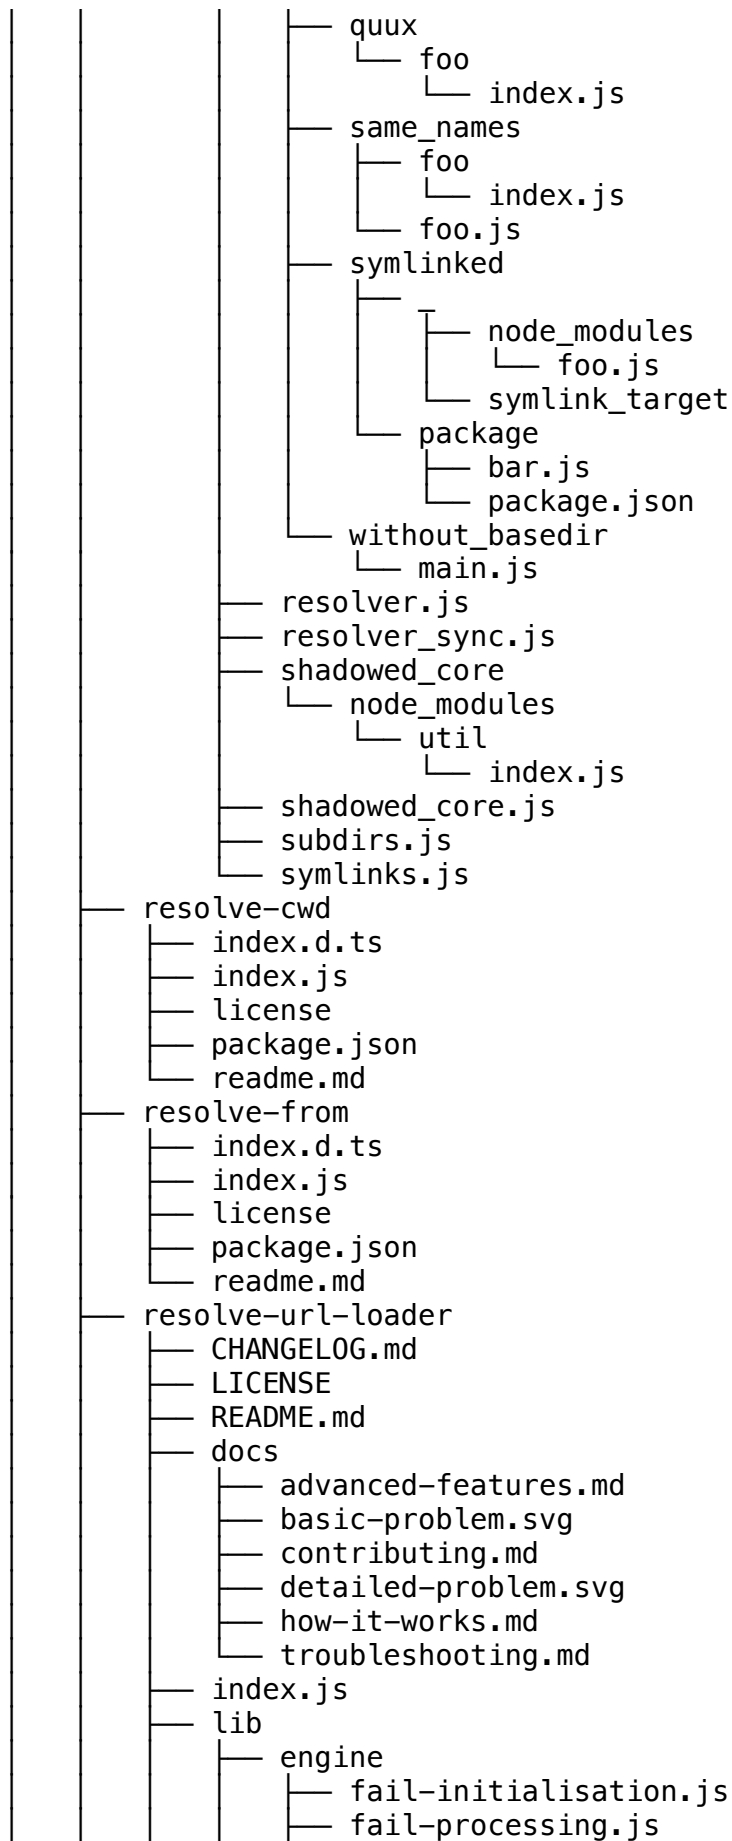 │   │       │   ├── quux
│   │       │   │   └── foo
│   │       │   │       └── index.js
│   │       │   ├── same_names
│   │       │   │   ├── foo
│   │       │   │   │   └── index.js
│   │       │   │   └── foo.js
│   │       │   ├── symlinked
│   │       │   │   ├── _
│   │       │   │   │   ├── node_modules
│   │       │   │   │   │   └── foo.js
│   │       │   │   │   └── symlink_target
│   │       │   │   └── package
│   │       │   │       ├── bar.js
│   │       │   │       └── package.json
│   │       │   └── without_basedir
│   │       │       └── main.js
│   │       ├── resolver.js
│   │       ├── resolver_sync.js
│   │       ├── shadowed_core
│   │       │   └── node_modules
│   │       │       └── util
│   │       │           └── index.js
│   │       ├── shadowed_core.js
│   │       ├── subdirs.js
│   │       └── symlinks.js
│   ├── resolve-cwd
│   │   ├── index.d.ts
│   │   ├── index.js
│   │   ├── license
│   │   ├── package.json
│   │   └── readme.md
│   ├── resolve-from
│   │   ├── index.d.ts
│   │   ├── index.js
│   │   ├── license
│   │   ├── package.json
│   │   └── readme.md
│   ├── resolve-url-loader
│   │   ├── CHANGELOG.md
│   │   ├── LICENSE
│   │   ├── README.md
│   │   ├── docs
│   │   │   ├── advanced-features.md
│   │   │   ├── basic-problem.svg
│   │   │   ├── contributing.md
│   │   │   ├── detailed-problem.svg
│   │   │   ├── how-it-works.md
│   │   │   └── troubleshooting.md
│   │   ├── index.js
│   │   ├── lib
│   │   │   ├── engine
│   │   │   │   ├── fail-initialisation.js
│   │   │   │   ├── fail-processing.js